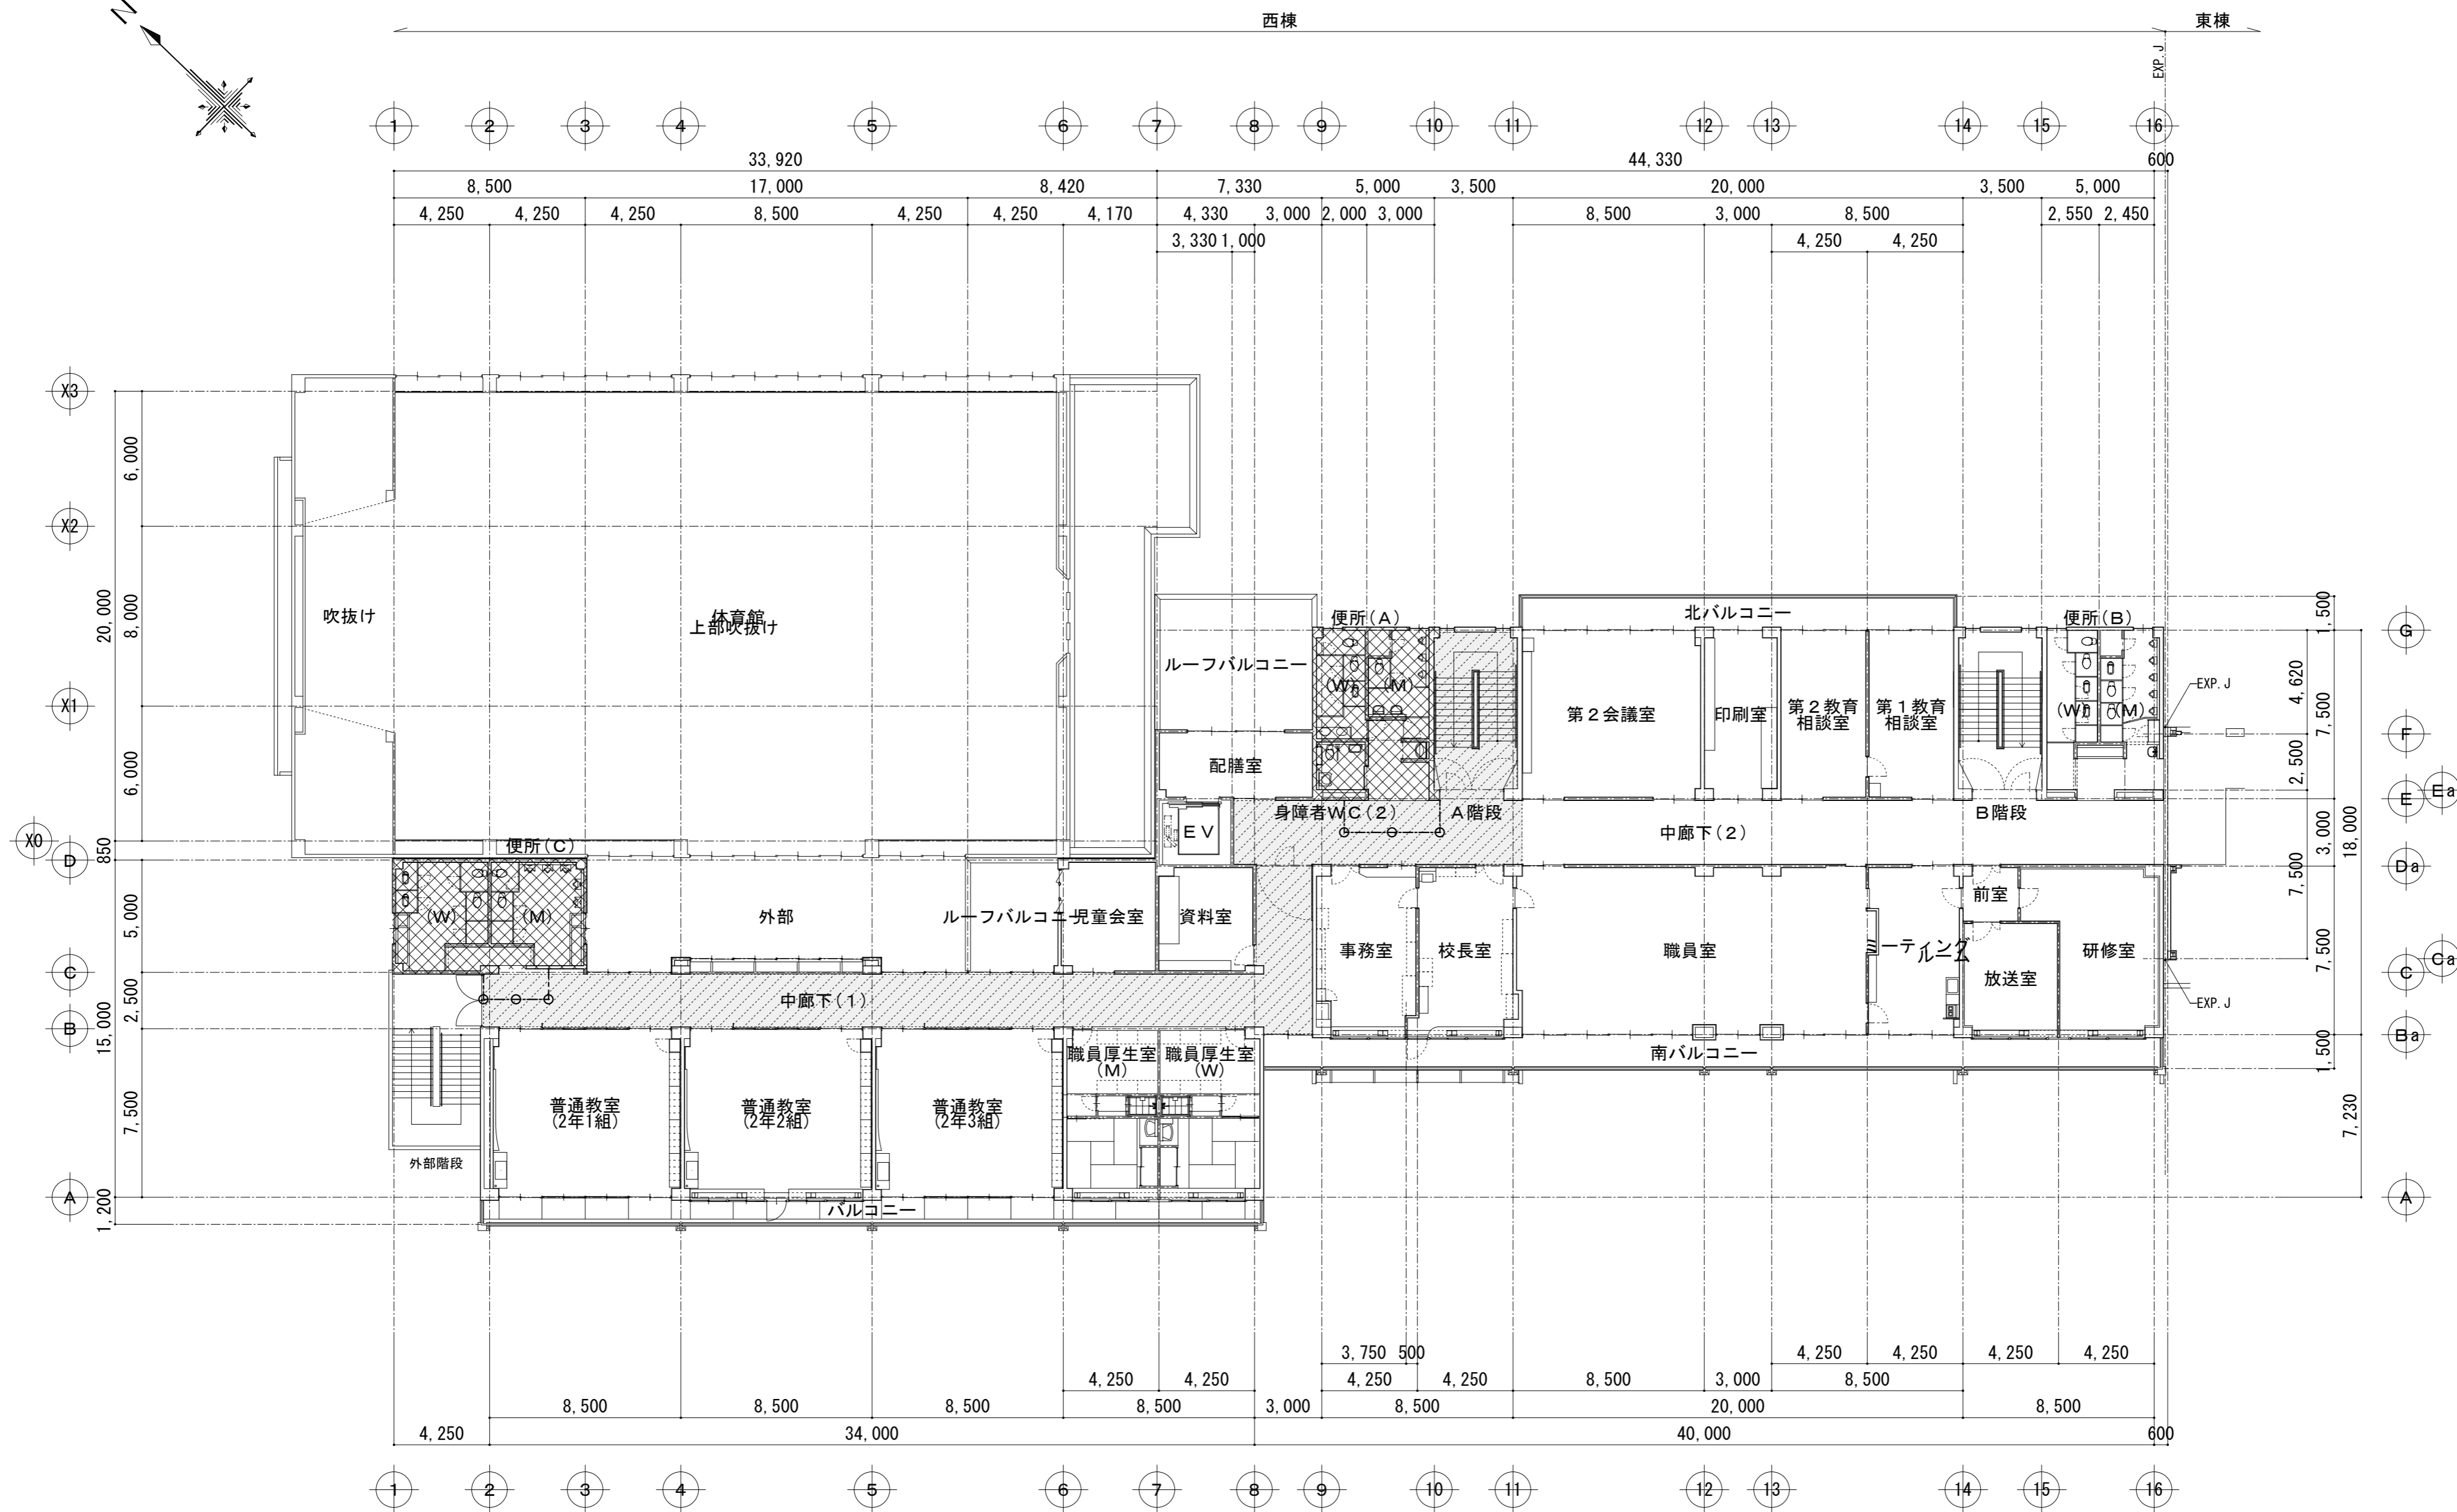 N
西棟 東棟
EXP.J
1 2 3 4 5 6 7 8 9 10 11 12 13 14 15 16
33,920 44,330 600
8,500 17,000 8,420 7,330 5,000 3,500 20,000 3,500 5,000
4,250 4,250 4,250 8,500 4,250 4,250 4,170 4,330 3,000 2,000 3,000 8,500 3,000 8,500 2,550 2,450
3,330 1,000 4,250 4,250
X3
6,000
X2
20,000
8,000
X1
6,000
X0
D
850
5,000
C
2,500
B
15,000
7,500
A
1,200
吹抜け
体育館
上部吹抜け
ルーフバルコニー
配膳室
EV
便所(A)
(W)
(M)
身障者WC(2)
A階段
北バルコニー
第2会議室
印刷室
第2教育
相談室
第1教育
相談室
B階段
便所(B)
(W)
(M)
EXP.J
中廊下(2)
便所(C)
(W)
(M)
外部
ルーフバルコニー
児童会室
資料室
事務室
校長室
職員室
ミーティング
ルーム
前室
放送室
研修室
EXP.J
中廊下(1)
南バルコニー
外部階段
普通教室
(2年1組)
普通教室
(2年2組)
普通教室
(2年3組)
職員厚生室
(M)
職員厚生室
(W)
バルコニー
1,500
G
4,620
7,500
F
2,500
E
Ea
3,000
18,000
Da
7,500
7,500
C
Ca
Ba
1,500
7,230
A
3,750 500 4,250 4,250 4,250 4,250
4,250 4,250 4,250 4,250 8,500 3,000 8,500
8,500 8,500 8,500 8,500 3,000 8,500 20,000 8,500
4,250 34,000 40,000 600
1 2 3 4 5 6 7 8 9 10 11 12 13 14 15 16